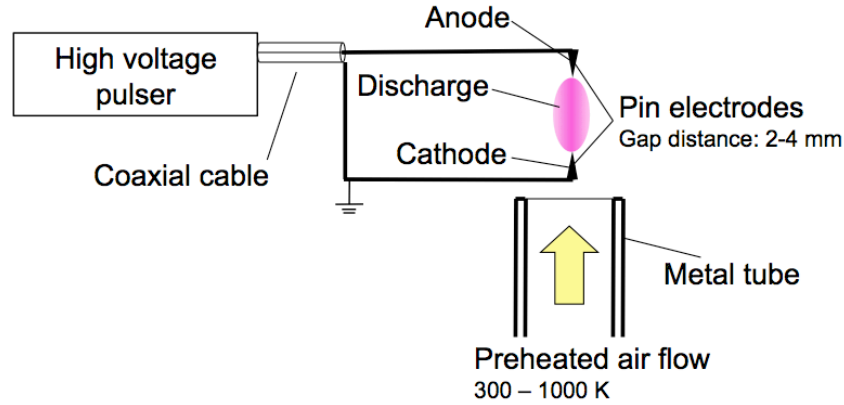 Anode
High voltage
pulser
Discharge
Pin electrodes
Gap distance: 2-4 mm
Cathode
Coaxial cable
Metal tube
Preheated air flow
300 – 1000 K